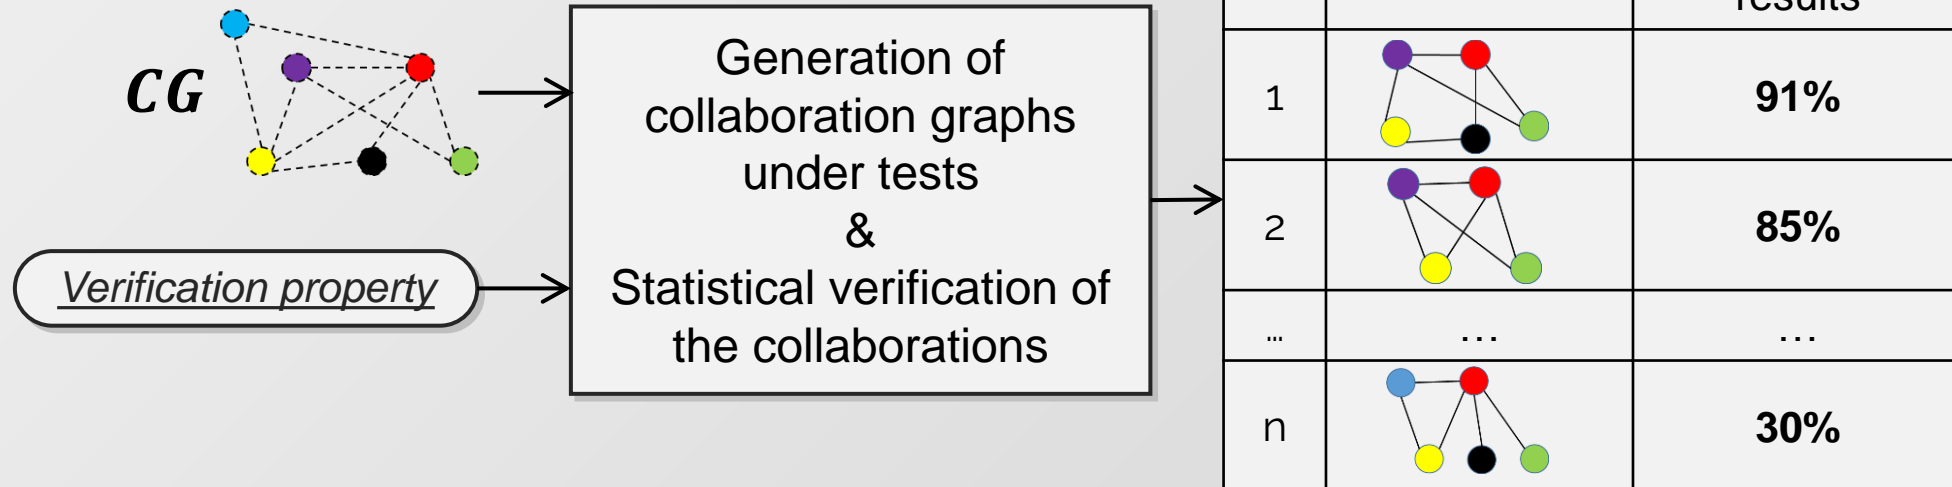 CG
Verification property
Generation of
collaboration graphs
under tests
&
Statistical verification of
the collaborations
results
1
91%
2
85%
... ... ...
n
30%